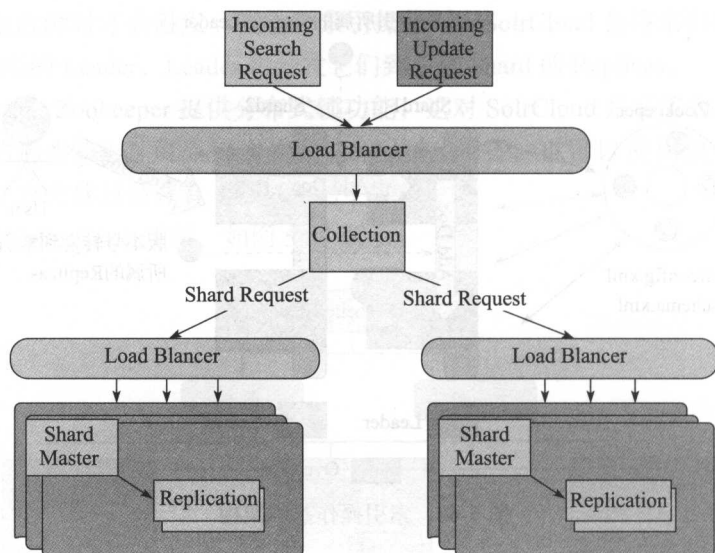 Incoming
Search
Request
Incoming
Update
Request
Load Blancer
Collection
Shard Request
Shard Request
Load Blancer
Load Blancer
Shard
Master
Replication
Shard
Master
Replication